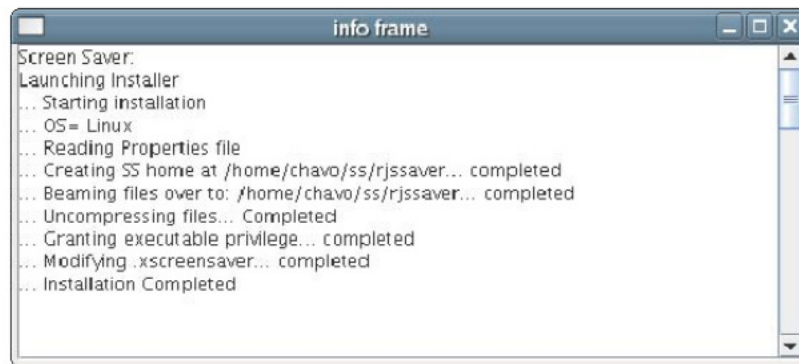 info frame
Screen Saver:
Launching Installer
... Starting installation
... OS= Linux
... Reading Properties file
... Creating SS home at /home/chavo/ss/rjssaver... completed
... Beaming files over to: /home/chavo/ss/rjssaver... completed
... Uncompressing files... Completed
... Granting executable privilege... completed
... Modifying .xscreensaver... completed
... Installation Completed